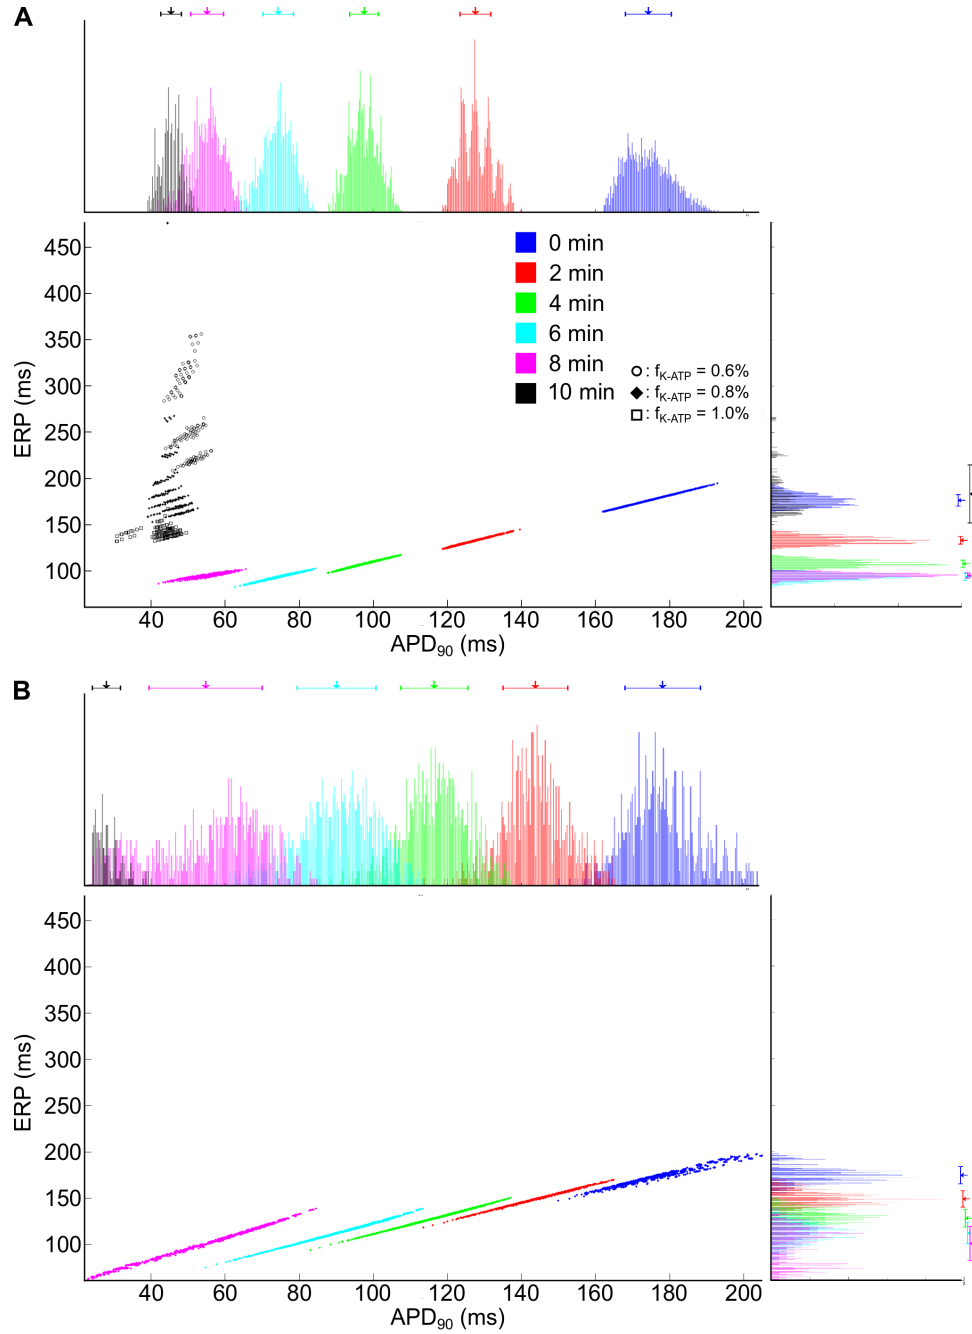 A
450
400
350
300
250
200
150
100
ERP (ms)
0 min
2 min
4 min
6 min
8 min
10 min
: f_K-ATP = 0.6%
: f_K-ATP = 0.8%
: f_K-ATP = 1.0%
40 60 80 100 120 140 160 180 200
APD90 (ms)
B
450
400
350
300
250
200
150
100
ERP (ms)
40 60 80 100 120 140 160 180 200
APD90 (ms)